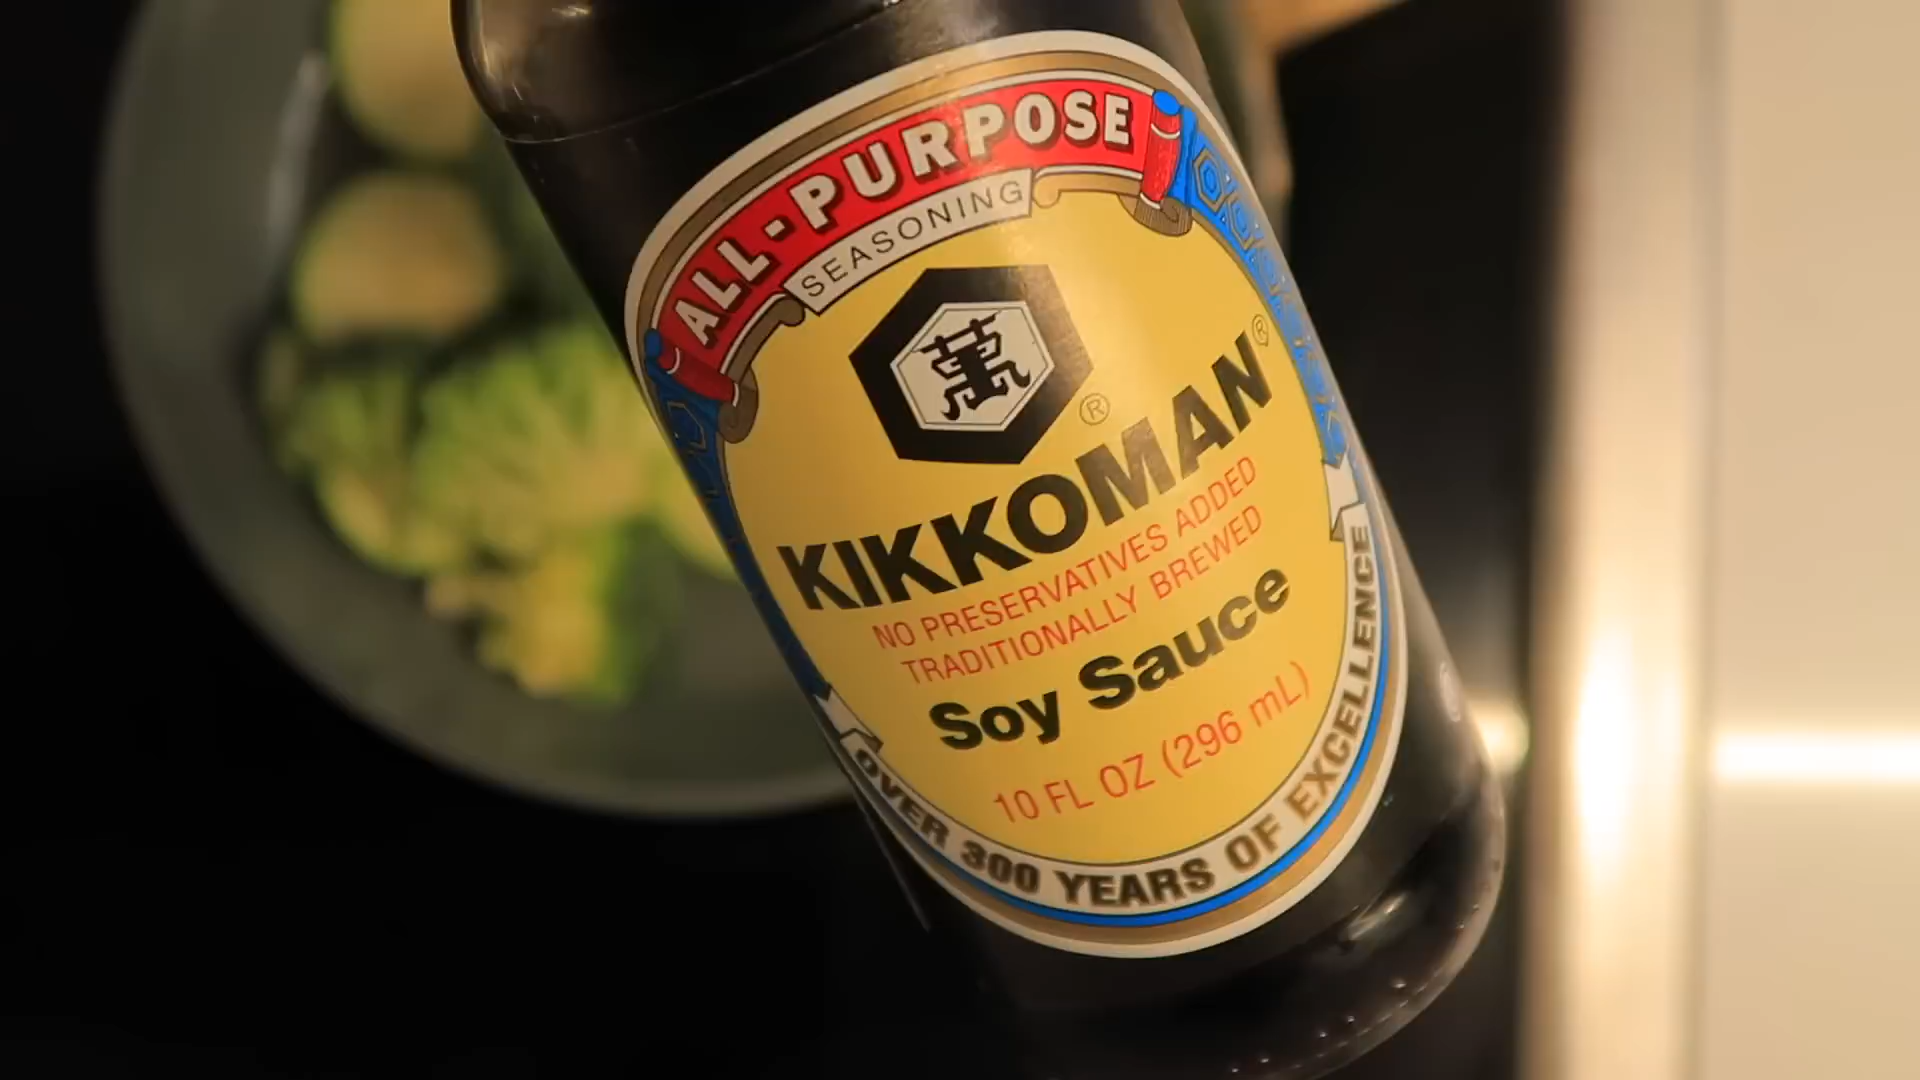 ALL-PURPOSE
SEASONING
萬
®
KIKKOMAN®
NO PRESERVATIVES ADDED
TRADITIONALLY BREWED
Soy Sauce
10 FL OZ (296 mL)
OVER 300 YEARS OF EXCELLENCE